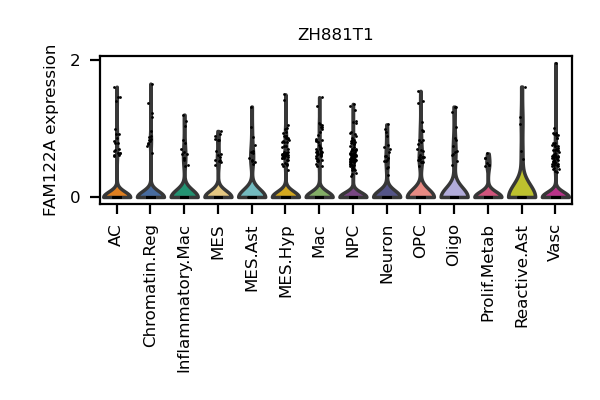 ZH881T1
FAM122A expression
2
0
AC
Chromatin.Reg
Inflammatory.Mac
MES
MES.Ast
MES.Hyp
Mac
NPC
Neuron
OPC
Oligo
Prolif.Metab
Reactive.Ast
Vasc